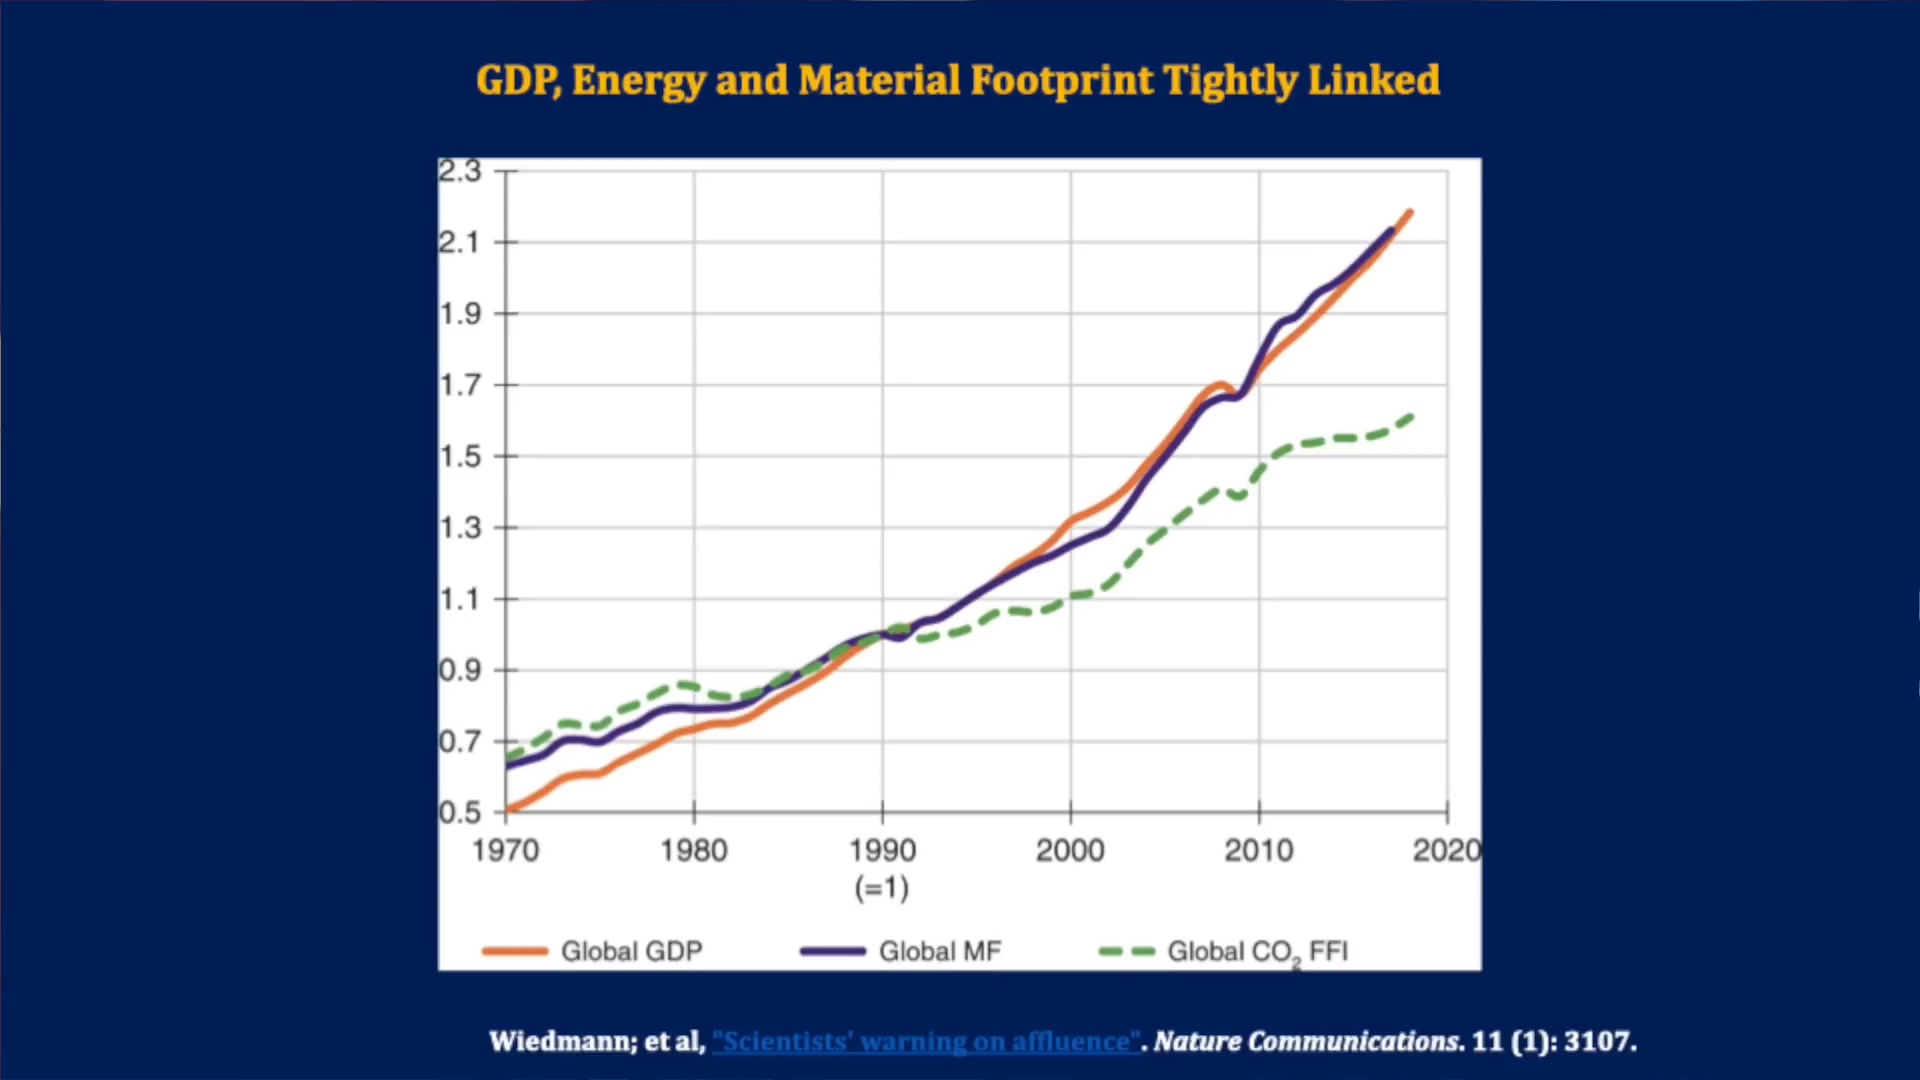 GDP, Energy and Material Footprint Tightly Linked
2.3
2.1
1.9
1.7
1.5
1.3
1.1
0.9
0.7
0.5
1970 1980 1990 2000 2010 2020
(=1)
Global GDP Global MF Global CO₂ FFI
Wiedmann; et al, "Scientists' warning on affluence". Nature Communications. 11 (1): 3107.